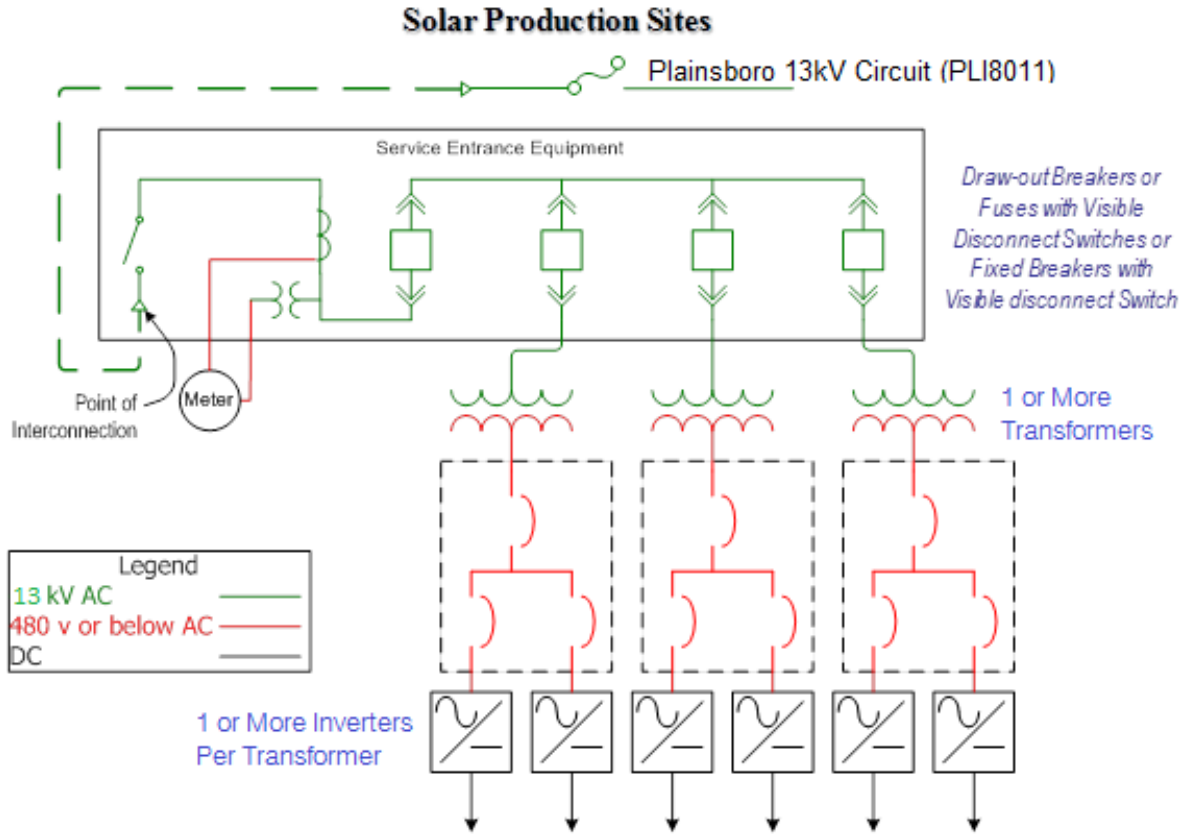 Solar Production Sites
Plainsboro 13kV Circuit (PLI8011)
Service Entrance Equipment
Draw-out Breakers or
Fuses with Visible
Disconnect Switches or
Fixed Breakers with
Visible disconnect Switch
Point of
Interconnection
Meter
1 or More
Transformers
Legend
13 kV AC
480 v or below AC
DC
1 or More Inverters
Per Transformer